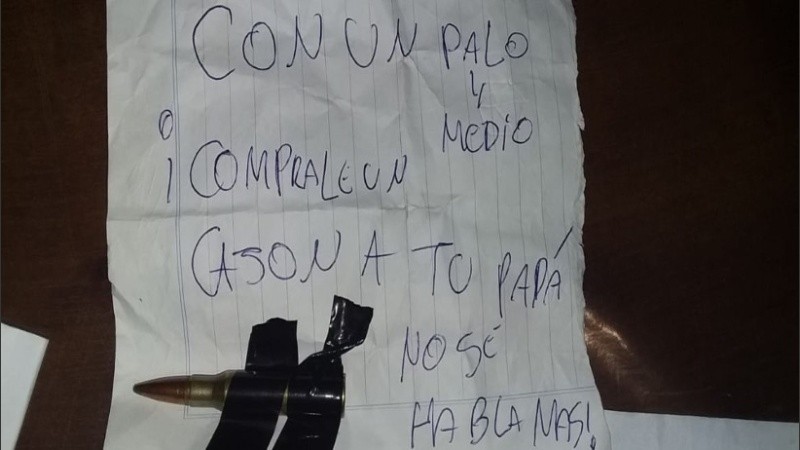 CON UN PALO
Y
MEDIO
O
COMPRALE UN
CASON A TU PAPÁ
NO SÉ
HABLA MAS!